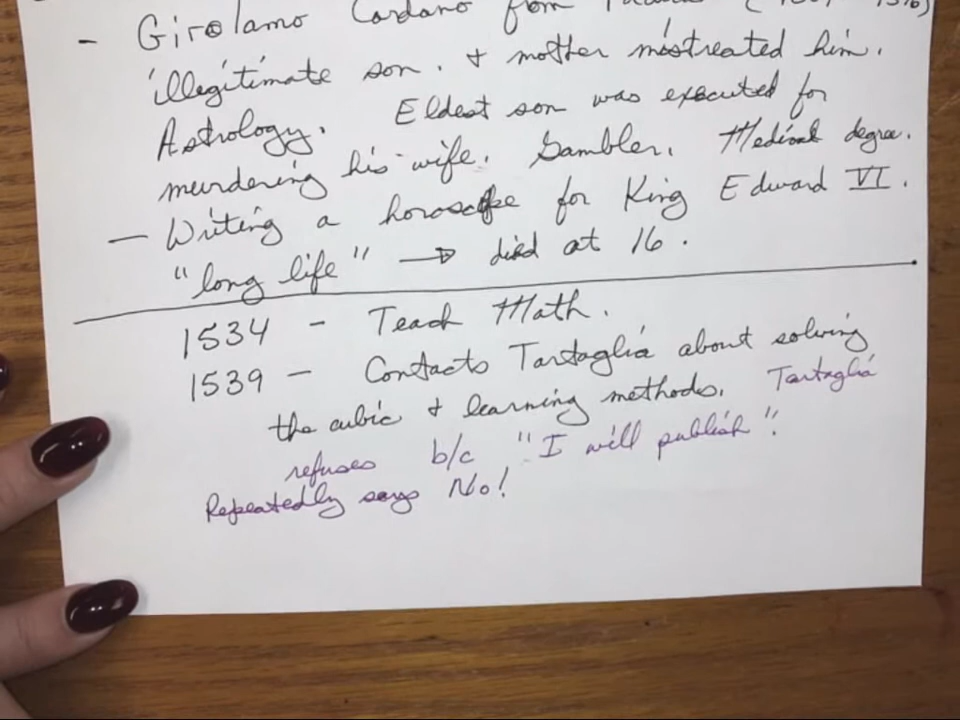 - Girolamo Cardano from
illegitimate son. & mother mistreated him.
Astrology. Eldest son was executed for
murdering his wife. Gambler. Medical degree.
— Writing a horoscope for King Edward VI.
"long life" → died at 16.
1534 - Teach Math.
1539 - Contacts Tartaglia about solving
the cubic & learning methods. Tartaglia
refuses b/c "I will publish".
Repeatedly says No!